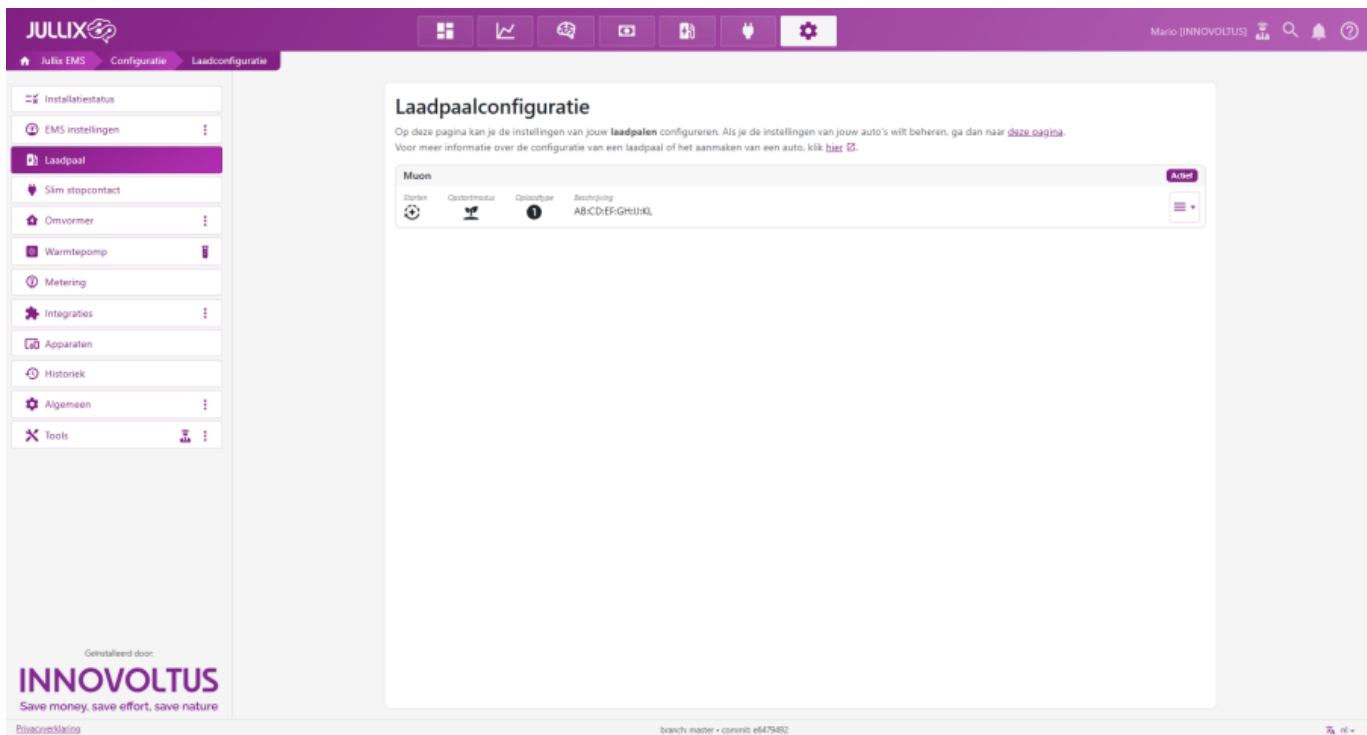 JULLIX
Mario [INNOVOLTUS]
Jullix EMS Configuratie Laadconfiguratie
Installatiestatus
EMS instellingen
Laadpaal
Slim stopcontact
Omvormer
Warmtepomp
Metering
Integraties
Apparaten
Historiek
Algemeen
Tools
Laadpaalconfiguratie
Op deze pagina kan je de instellingen van jouw laadpalen configureren. Als je de instellingen van jouw auto's wilt beheren, ga dan naar deze pagina.
Voor meer informatie over de configuratie van een laadpaal of het aanmaken van een auto, klik hier.
Muon Actief
Starten Opstartmodus Oplaadtype Beschrijving
1 AB:CD:EF:GH:IJ:KL
Geïnstalleerd door:
INNOVOLTUS
Save money, save effort, save nature
Privacyverklaring branch: master • commit: e6479492 nl